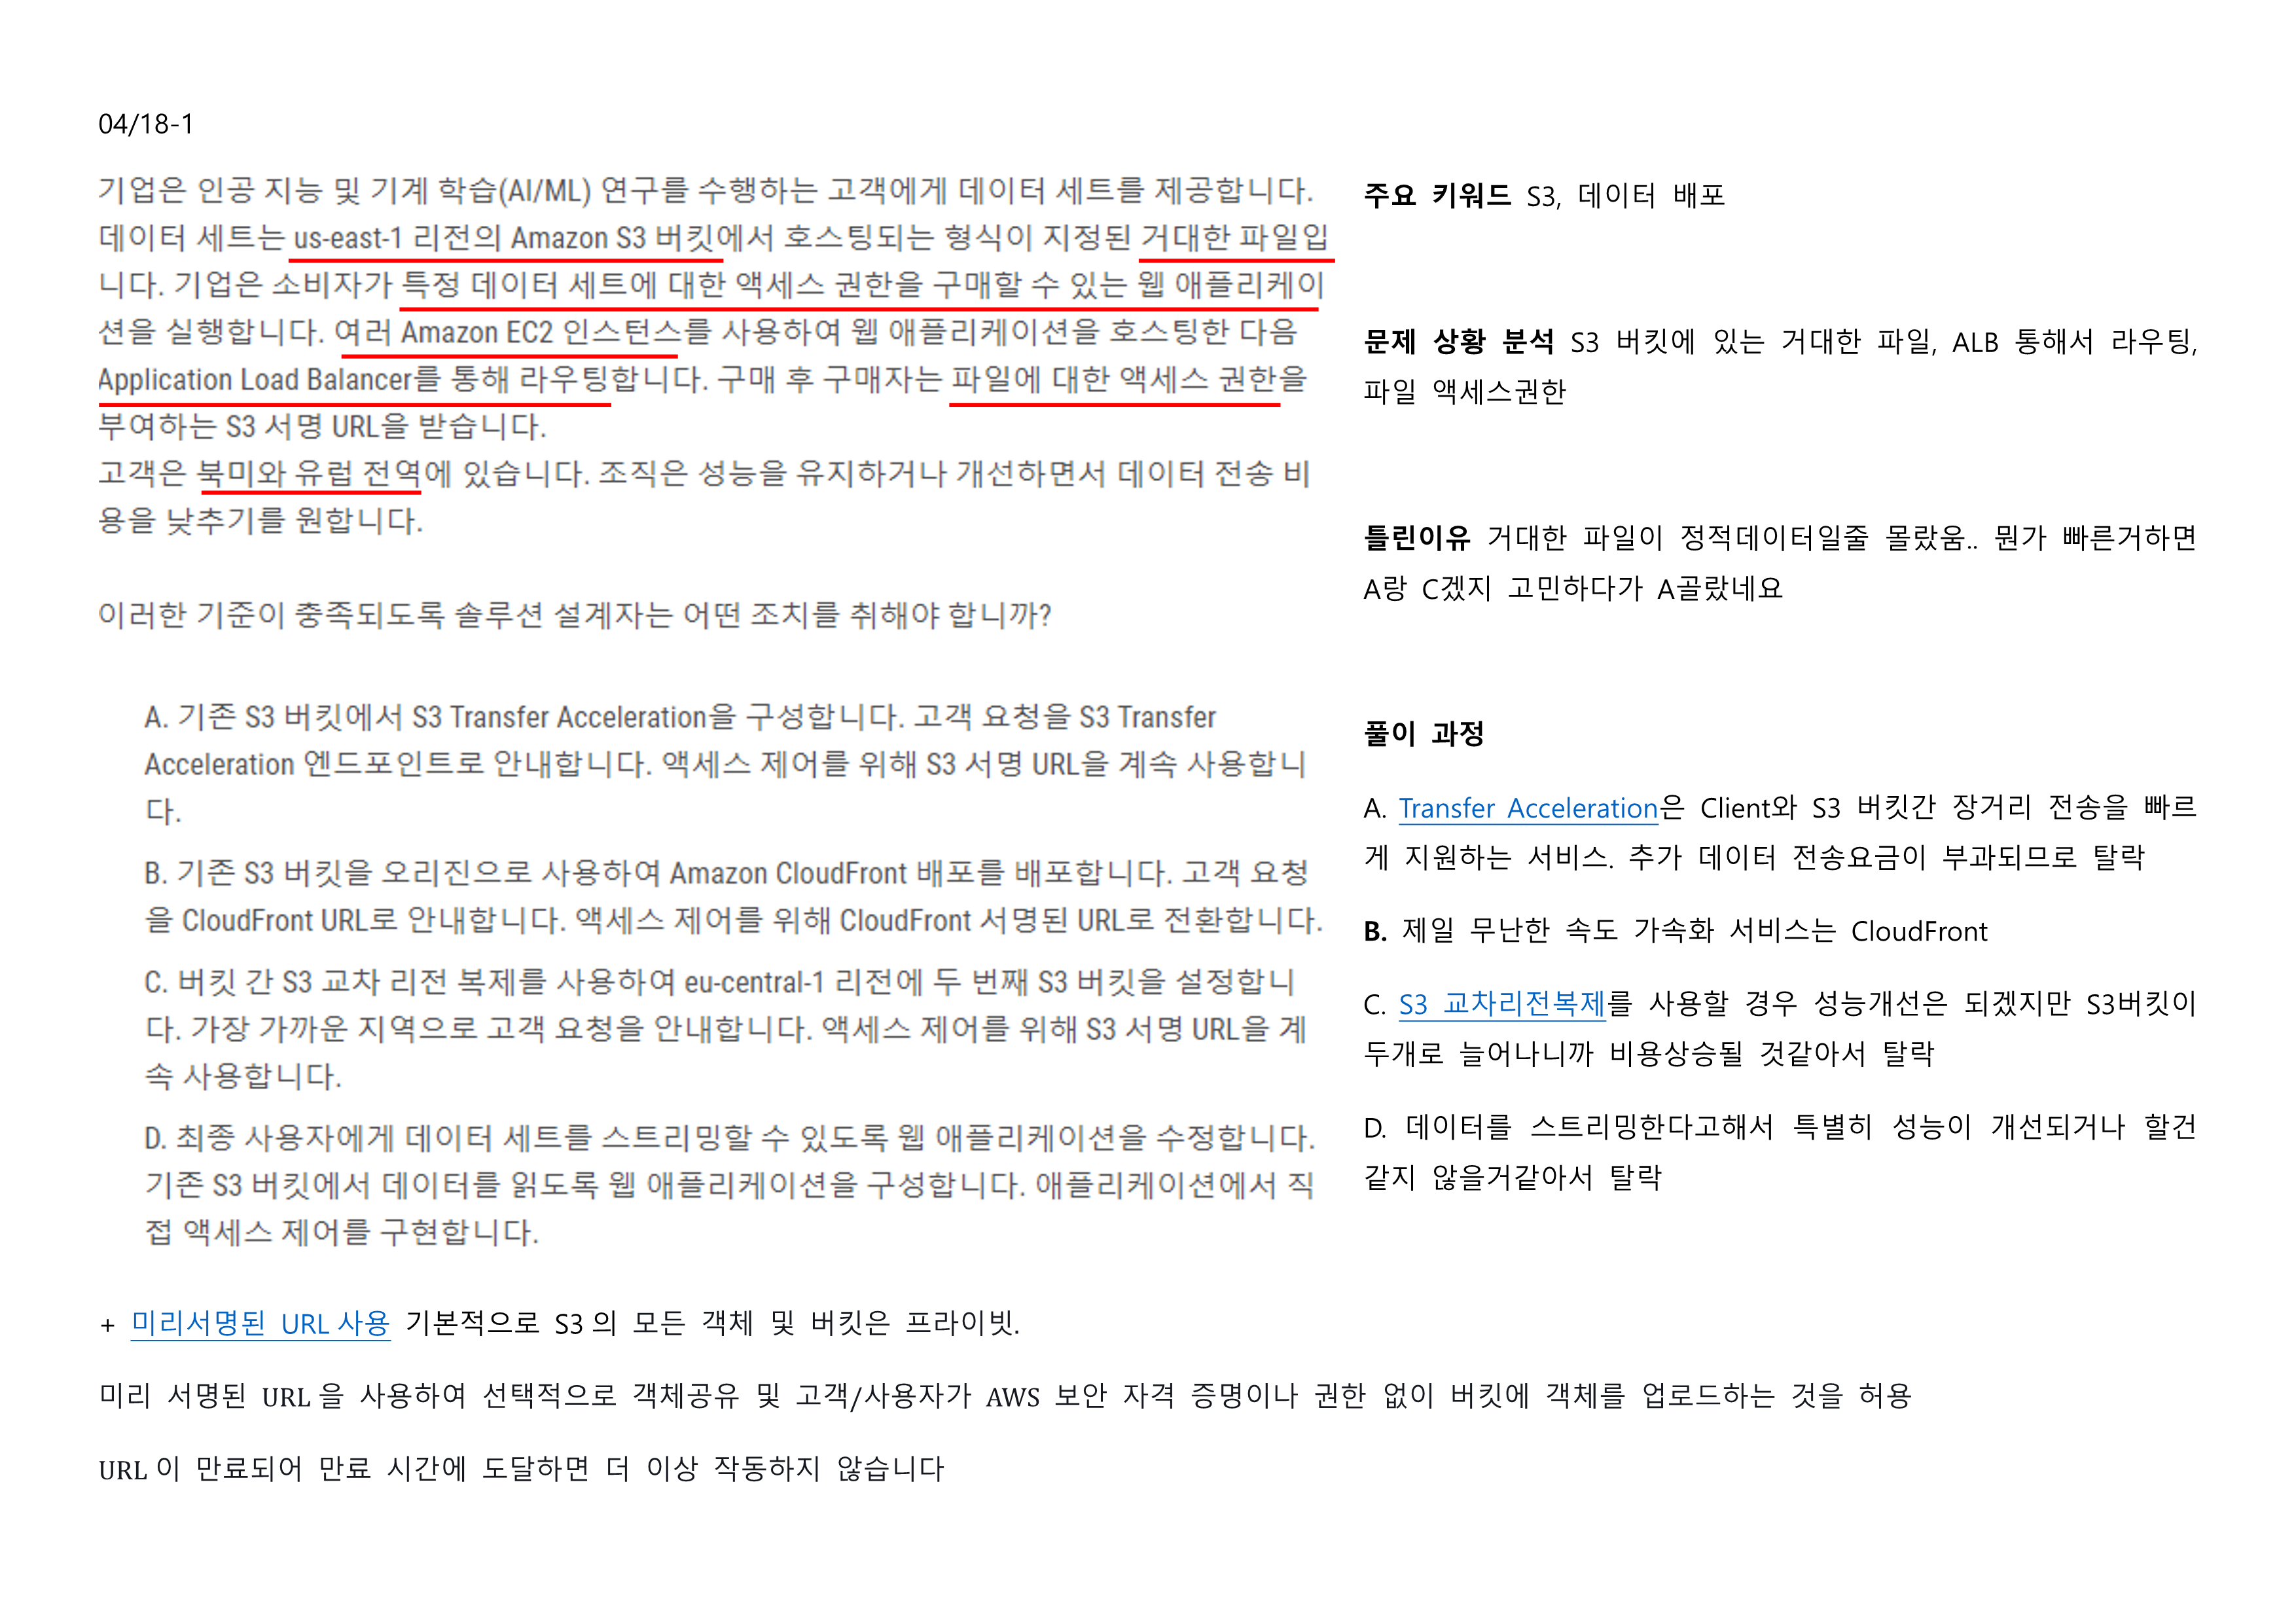 04/18-1
기업은 인공 지능 및 기계 학습(AI/ML) 연구를 수행하는 고객에게 데이터 세트를 제공합니다.
데이터 세트는 us-east-1 리전의 Amazon S3 버킷에서 호스팅되는 형식이 지정된 거대한 파일입
니다. 기업은 소비자가 특정 데이터 세트에 대한 액세스 권한을 구매할 수 있는 웹 애플리케이
션을 실행합니다. 여러 Amazon EC2 인스턴스를 사용하여 웹 애플리케이션을 호스팅한 다음
Application Load Balancer를 통해 라우팅합니다. 구매 후 구매자는 파일에 대한 액세스 권한을
부여하는 S3 서명 URL을 받습니다.
고객은 북미와 유럽 전역에 있습니다. 조직은 성능을 유지하거나 개선하면서 데이터 전송 비
용을 낮추기를 원합니다.
이러한 기준이 충족되도록 솔루션 설계자는 어떤 조치를 취해야 합니까?
A. 기존 S3 버킷에서 S3 Transfer Acceleration을 구성합니다. 고객 요청을 S3 Transfer
Acceleration 엔드포인트로 안내합니다. 액세스 제어를 위해 S3 서명 URL을 계속 사용합니
다.
B. 기존 S3 버킷을 오리진으로 사용하여 Amazon CloudFront 배포를 배포합니다. 고객 요청
을 CloudFront URL로 안내합니다. 액세스 제어를 위해 CloudFront 서명된 URL로 전환합니다.
C. 버킷 간 S3 교차 리전 복제를 사용하여 eu-central-1 리전에 두 번째 S3 버킷을 설정합니
다. 가장 가까운 지역으로 고객 요청을 안내합니다. 액세스 제어를 위해 S3 서명 URL을 계
속 사용합니다.
D. 최종 사용자에게 데이터 세트를 스트리밍할 수 있도록 웹 애플리케이션을 수정합니다.
기존 S3 버킷에서 데이터를 읽도록 웹 애플리케이션을 구성합니다. 애플리케이션에서 직
접 액세스 제어를 구현합니다.
주요 키워드 S3, 데이터 배포
문제 상황 분석 S3 버킷에 있는 거대한 파일, ALB 통해서 라우팅,
파일 액세스권한
틀린이유 거대한 파일이 정적데이터일줄 몰랐움.. 뭔가 빠른거하면
A랑 C겠지 고민하다가 A골랐네요
풀이 과정
A. Transfer Acceleration은 Client와 S3 버킷간 장거리 전송을 빠르
게 지원하는 서비스. 추가 데이터 전송요금이 부과되므로 탈락
B. 제일 무난한 속도 가속화 서비스는 CloudFront
C. S3 교차리전복제를 사용할 경우 성능개선은 되겠지만 S3버킷이
두개로 늘어나니까 비용상승될 것같아서 탈락
D. 데이터를 스트리밍한다고해서 특별히 성능이 개선되거나 할건
같지 않을거같아서 탈락
+ 미리서명된 URL 사용 기본적으로 S3 의 모든 객체 및 버킷은 프라이빗.
미리 서명된 URL 을 사용하여 선택적으로 객체공유 및 고객/사용자가 AWS 보안 자격 증명이나 권한 없이 버킷에 객체를 업로드하는 것을 허용
URL 이 만료되어 만료 시간에 도달하면 더 이상 작동하지 않습니다